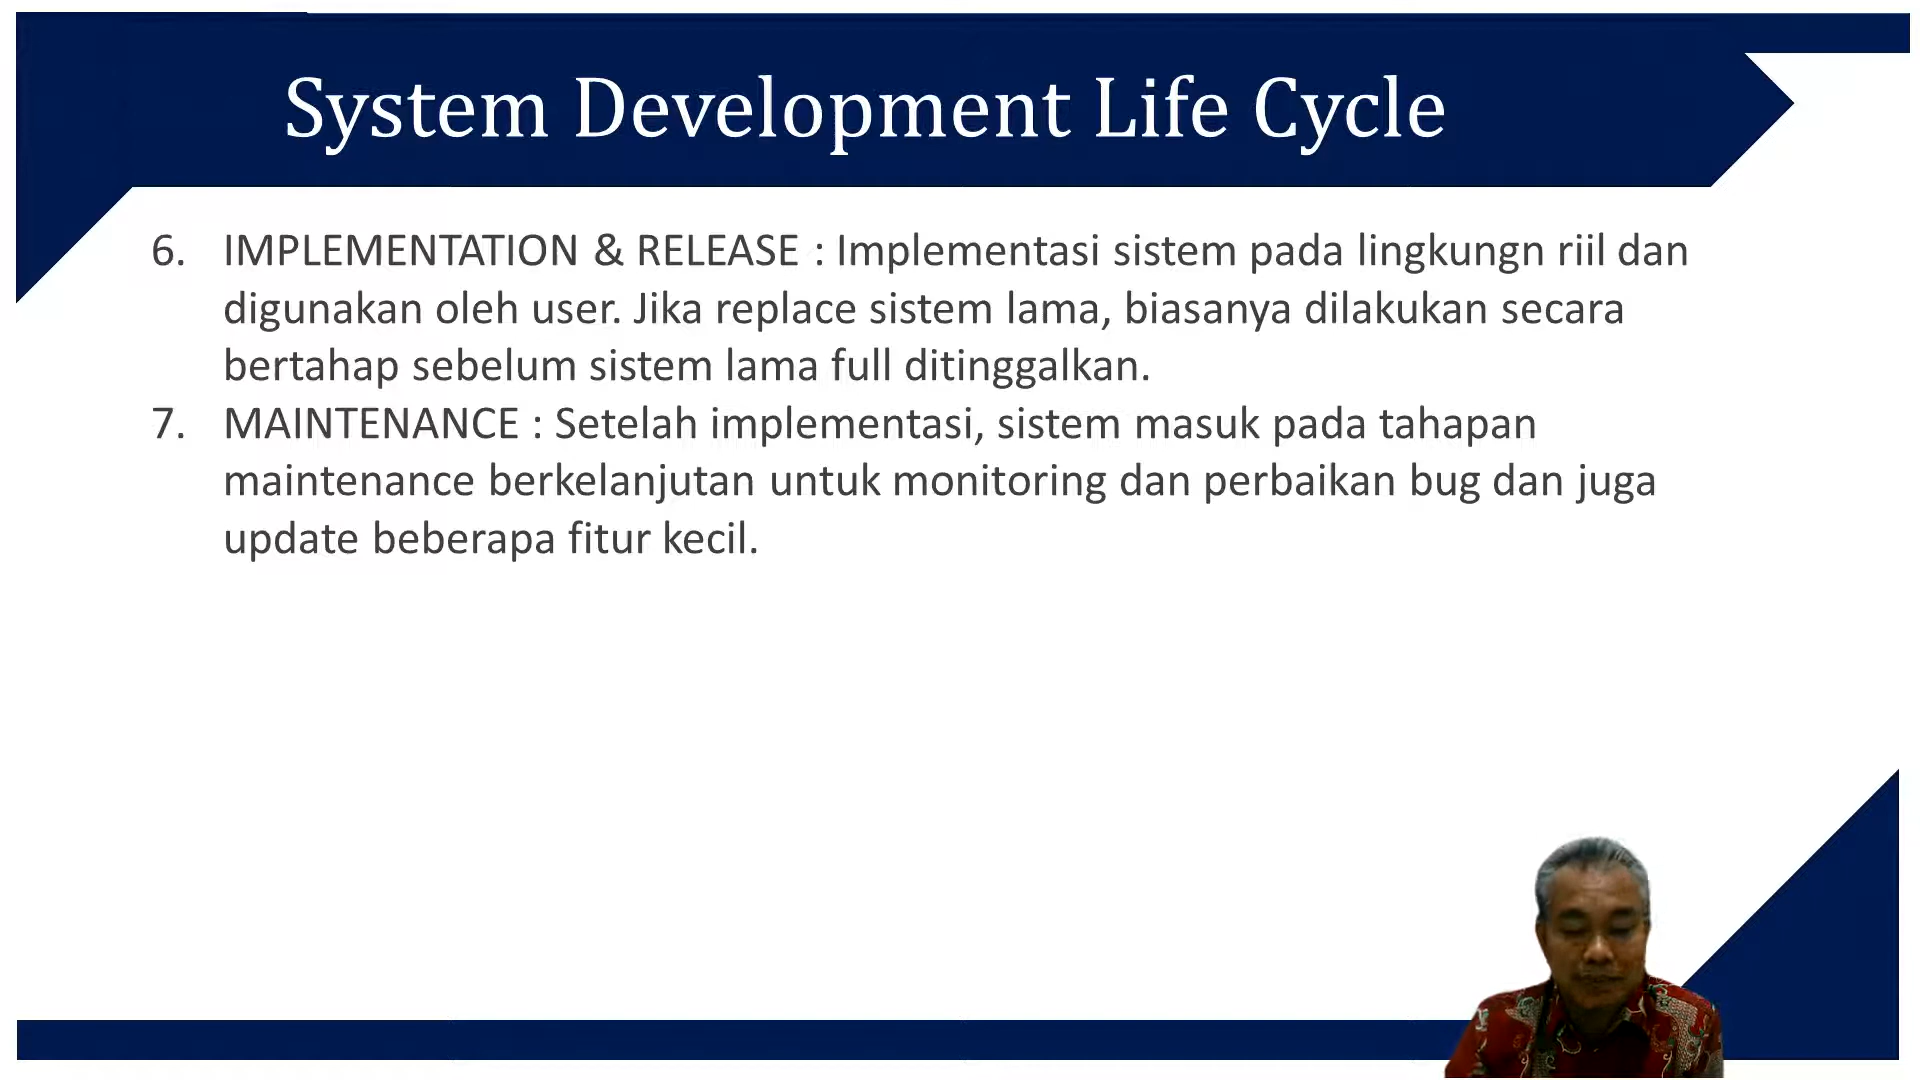 System Development Life Cycle
6. IMPLEMENTATION & RELEASE : Implementasi sistem pada lingkungn riil dan
digunakan oleh user. Jika replace sistem lama, biasanya dilakukan secara
bertahap sebelum sistem lama full ditinggalkan.
7. MAINTENANCE : Setelah implementasi, sistem masuk pada tahapan
maintenance berkelanjutan untuk monitoring dan perbaikan bug dan juga
update beberapa fitur kecil.